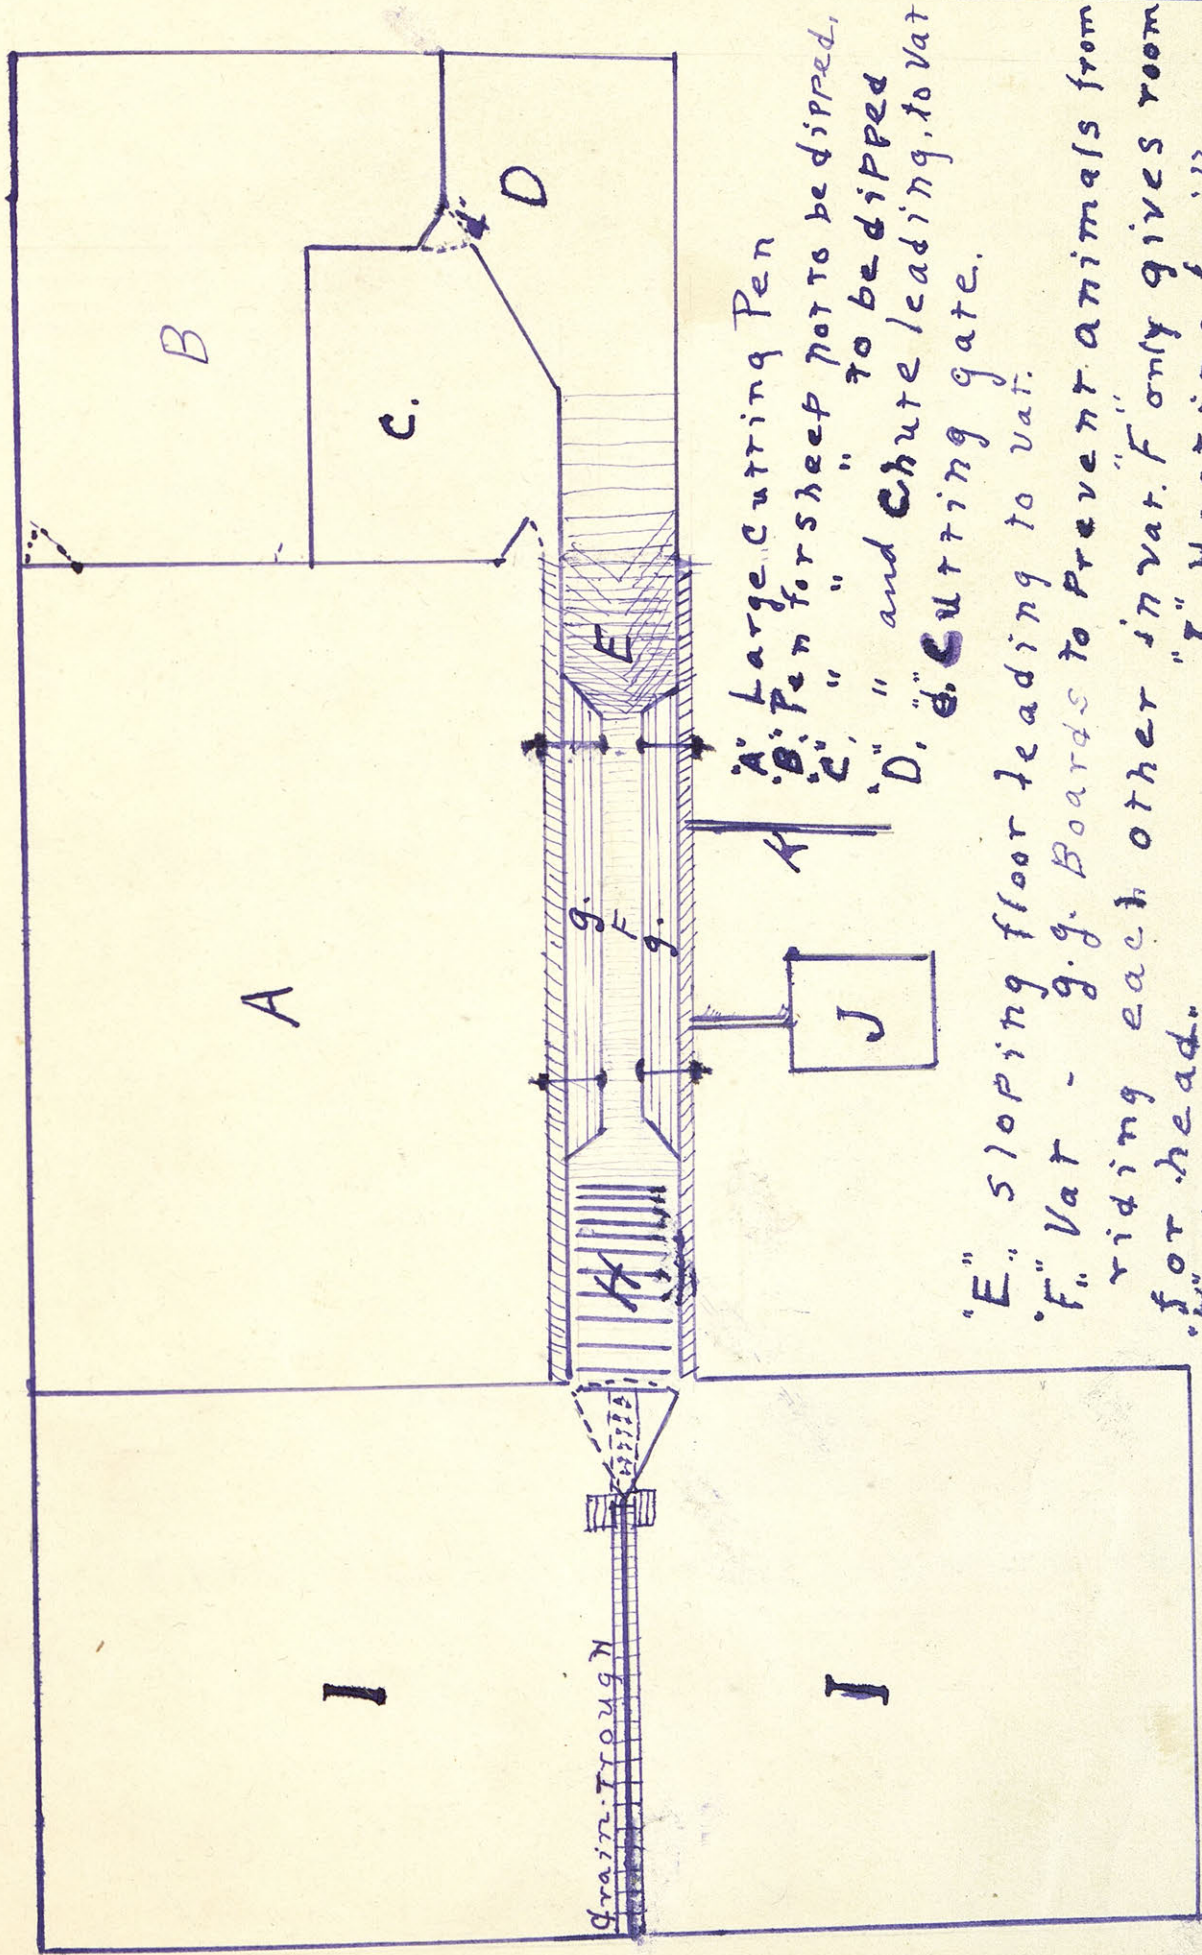 B
D
d.
C.
A
E
g.
F
g.
K
J
H
drain. Trough
I
I
"A" Large Cutting Pen
"B" Pen for sheep not to be dipped.
"C", " " " to be dipped
"D", " and Chute leading, to Vat
"d." Cutting gate.
"E". sloping floor leading to vat.
"F". Vat - g.g. Boards to Prevent animals from
riding each other in vat. "F" only gives room
for head.